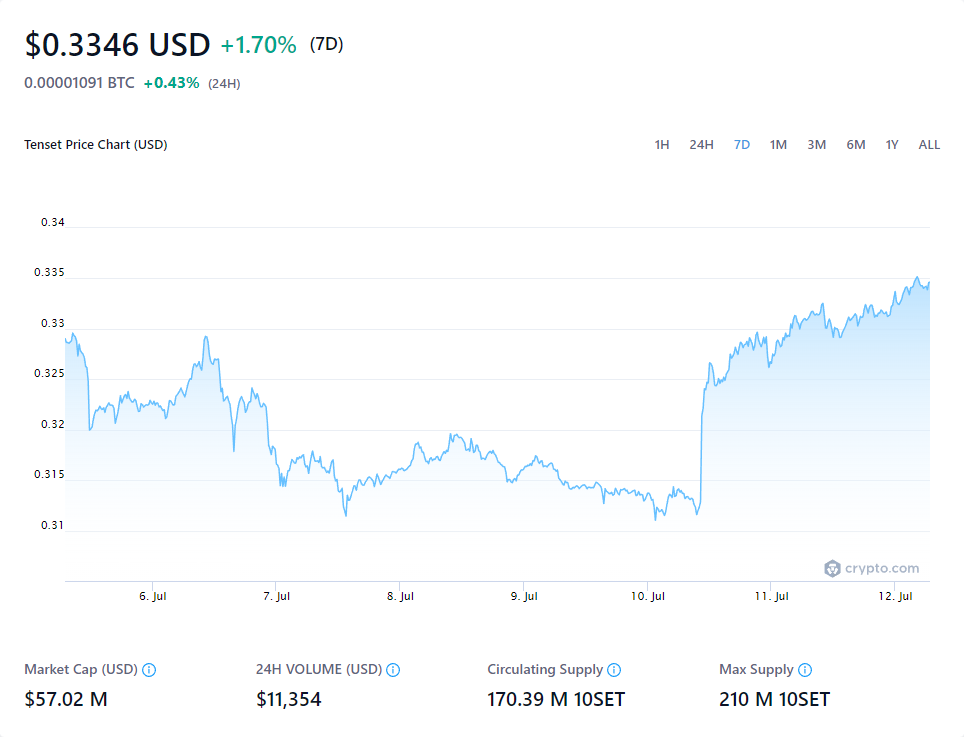 $0.3346 USD +1.70% (7D)
0.00001091 BTC +0.43% (24H)
Tenset Price Chart (USD) 1H 24H 7D 1M 3M 6M 1Y ALL
0.34
0.335
0.33
0.325
0.32
0.315
0.31
crypto.com
6. Jul 7. Jul 8. Jul 9. Jul 10. Jul 11. Jul 12. Jul
Market Cap (USD) 24H VOLUME (USD) Circulating Supply Max Supply
$57.02 M $11,354 170.39 M 10SET 210 M 10SET